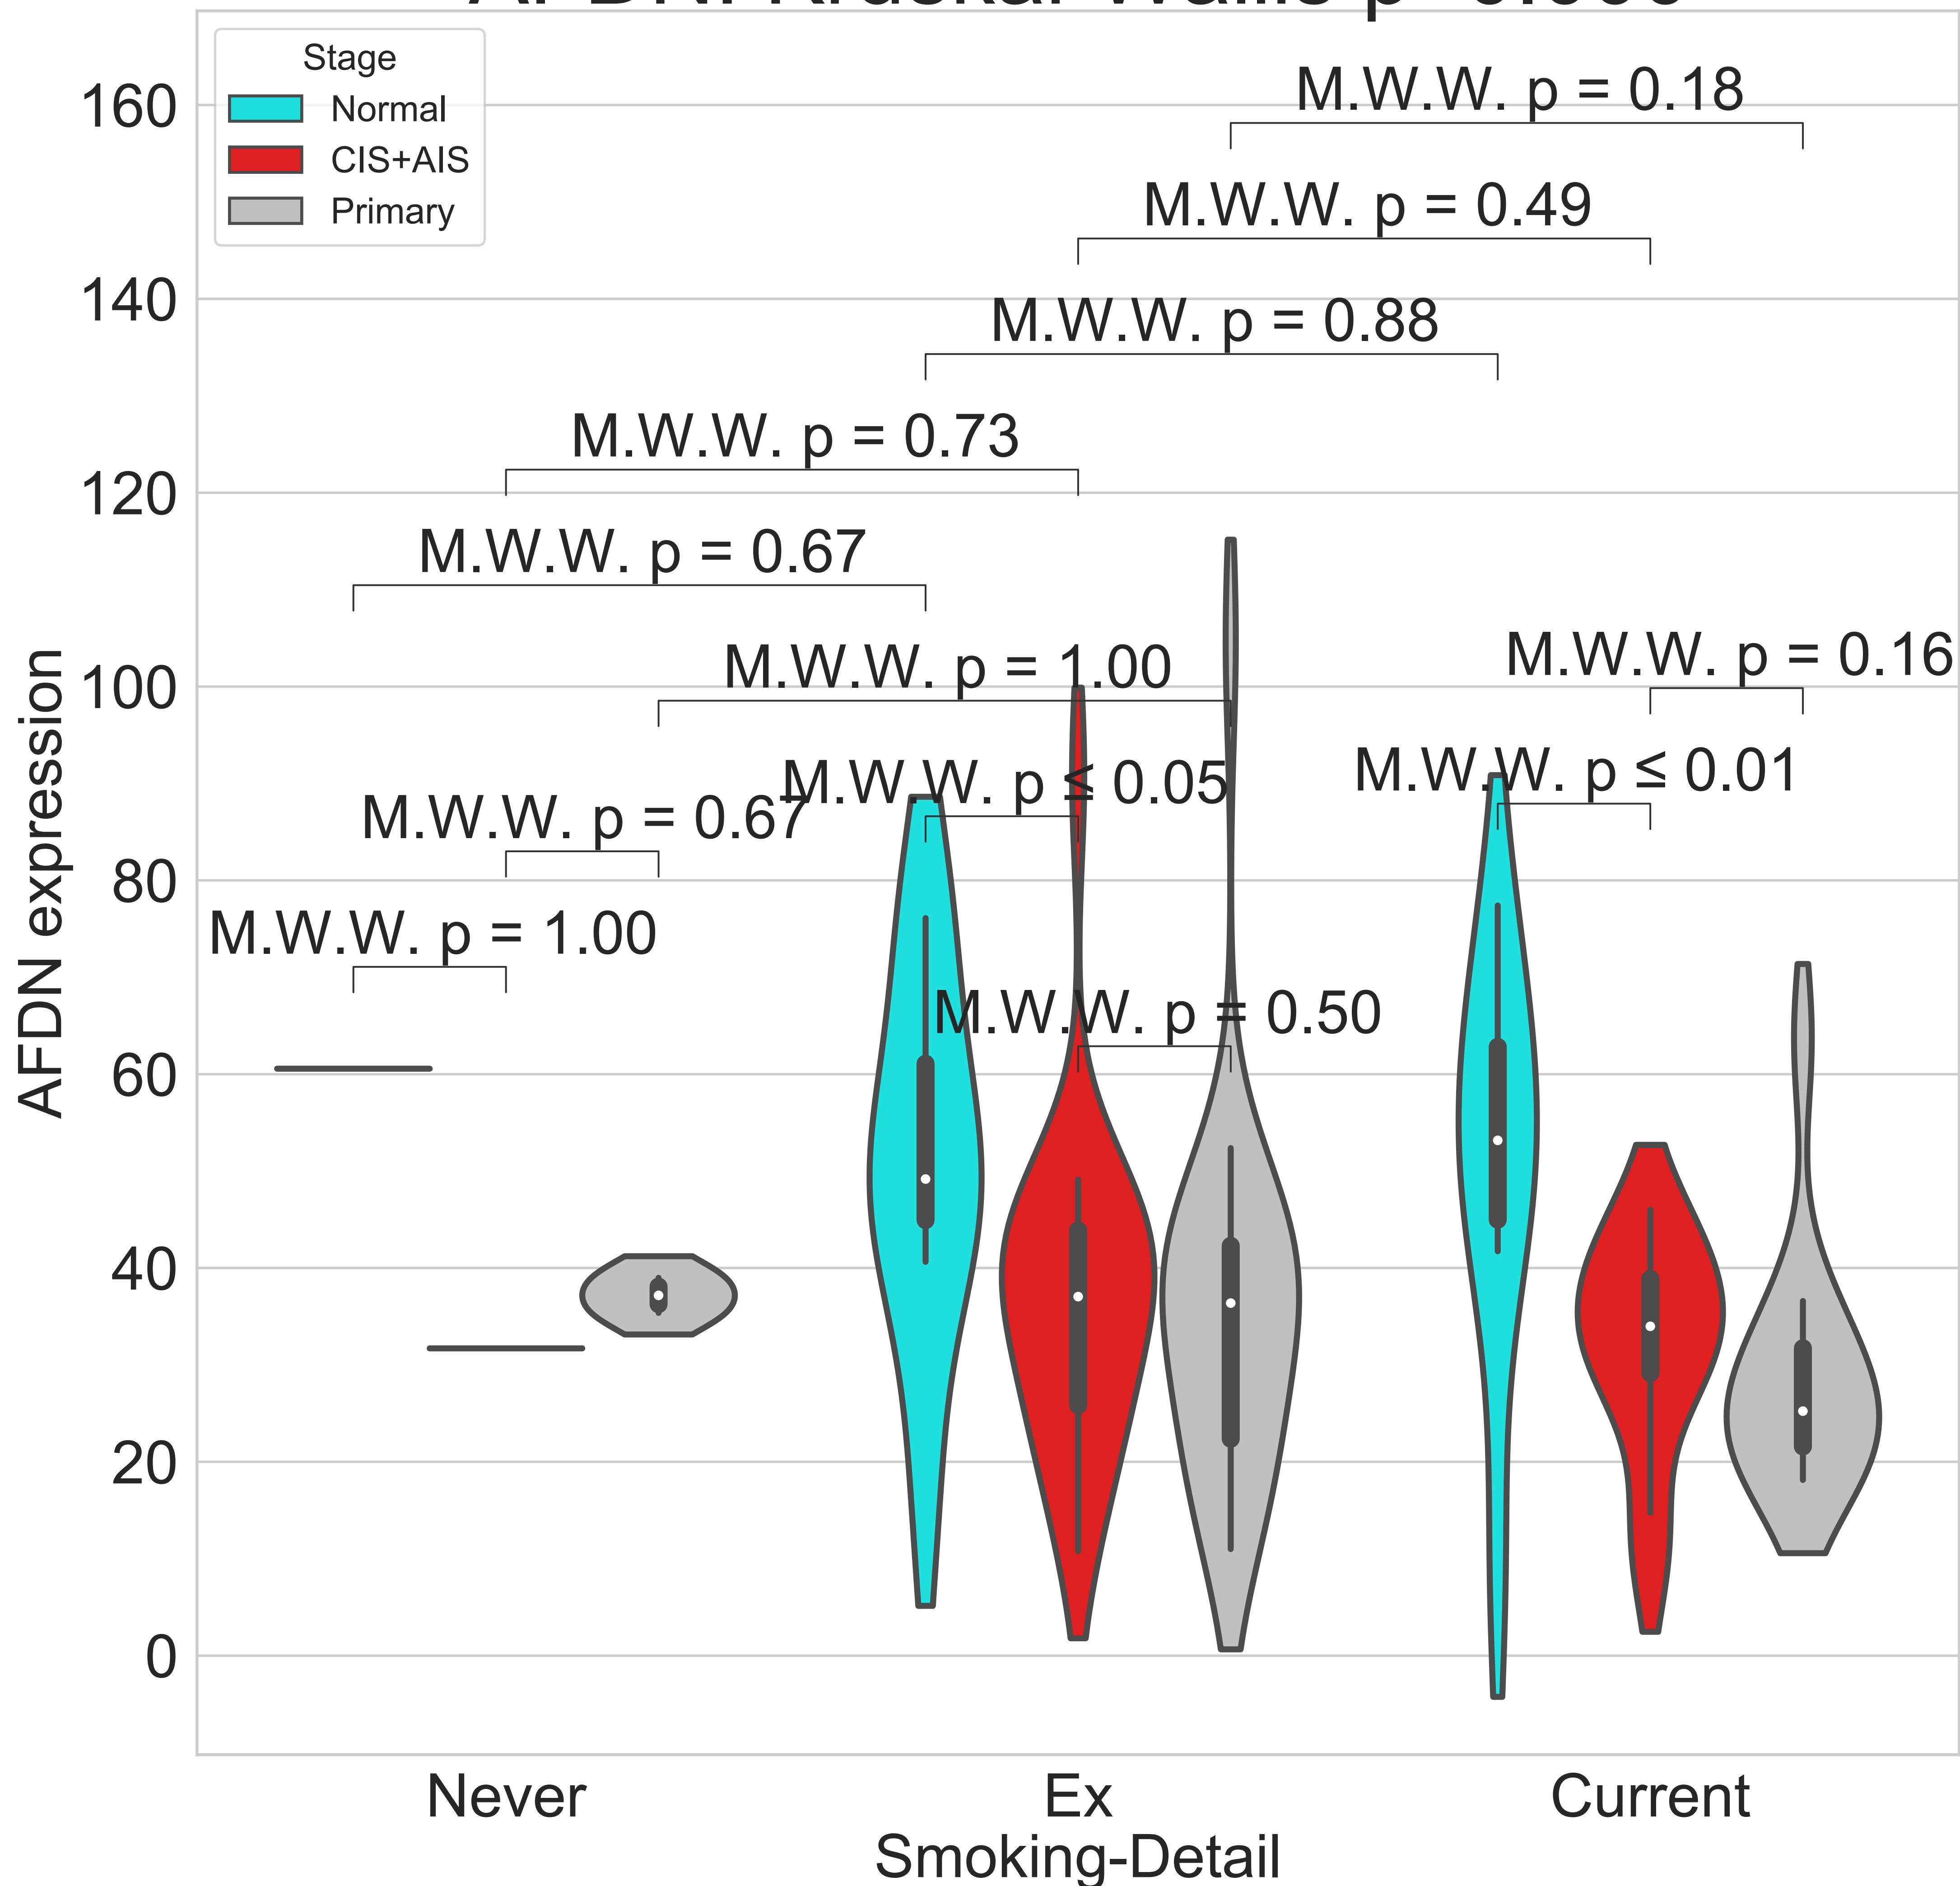 Stage
Normal
CIS+AIS
Primary
M.W.W. p = 0.18
M.W.W. p = 0.49
M.W.W. p = 0.88
M.W.W. p = 0.73
M.W.W. p = 0.67
M.W.W. p = 1.00
M.W.W. p = 0.16
M.W.W. p ≤ 0.05
M.W.W. p ≤ 0.01
M.W.W. p = 0.67
M.W.W. p = 1.00
M.W.W. p = 0.50
160
140
120
100
80
60
40
20
0
AFDN expression
Never
Ex
Current
Smoking-Detail